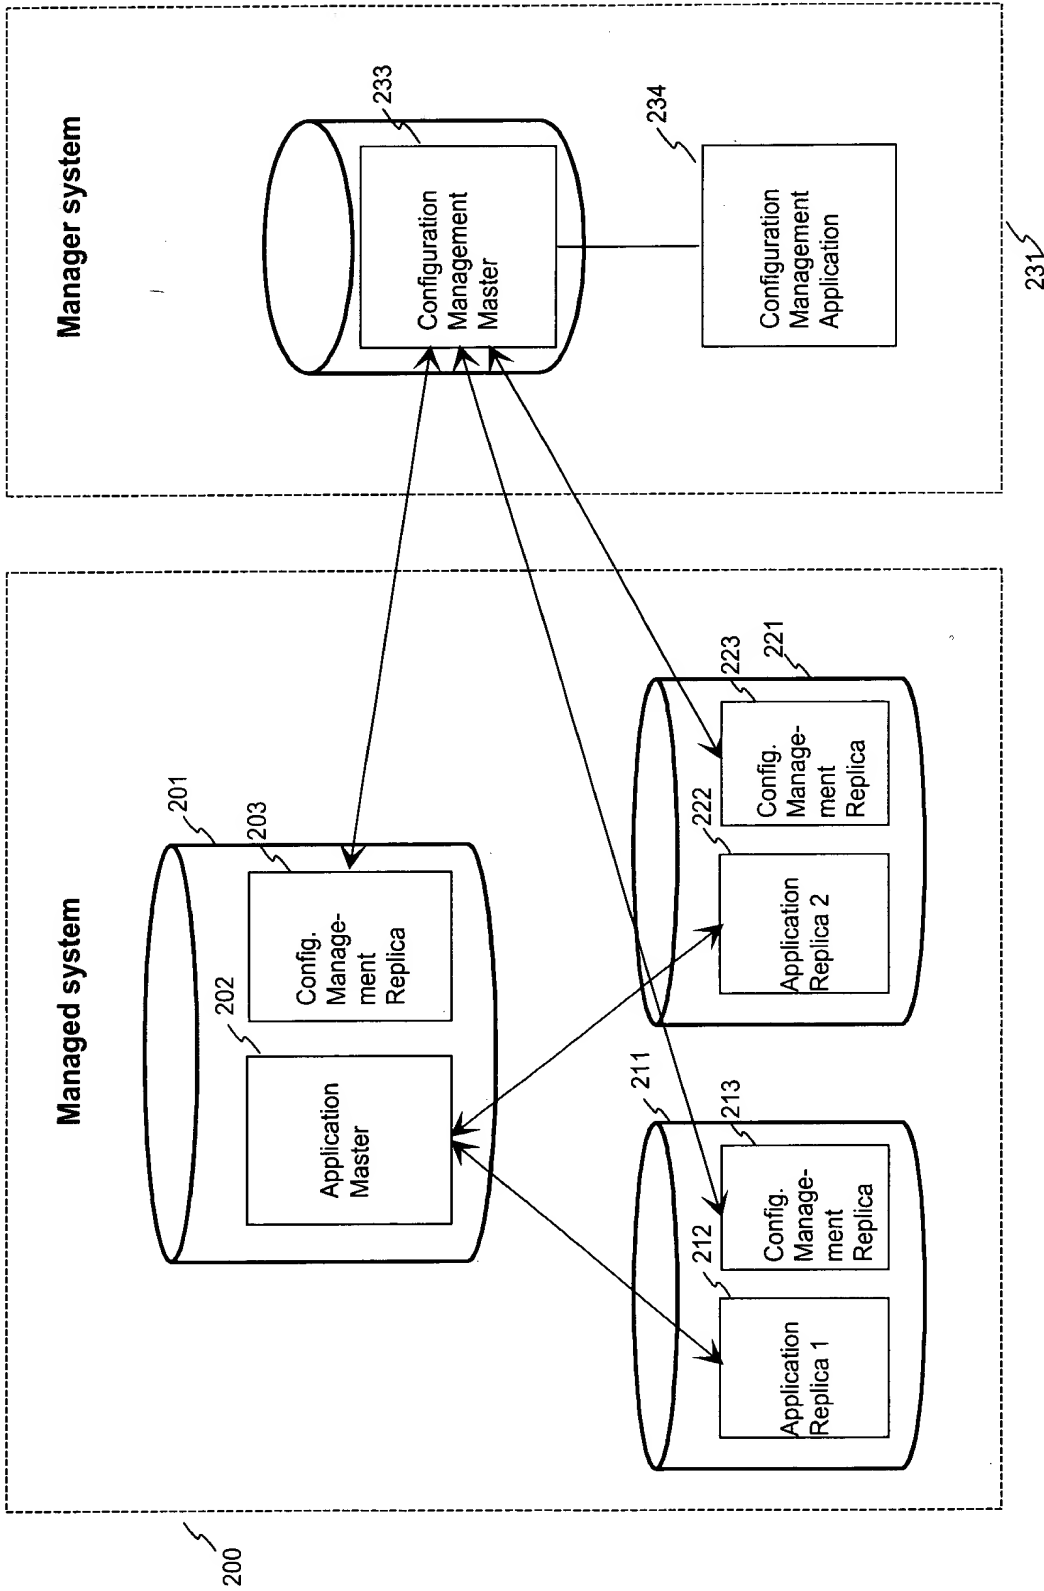 Managed system
Manager system
200
201
202
203
Application
Master
Config.
Manage-
ment
Replica
233
Configuration
Management
Master
234
Configuration
Management
Application
231
211
212
213
Application
Replica 1
Config.
Manage-
ment
Replica
221
222
223
Application
Replica 2
Config.
Manage-
ment
Replica